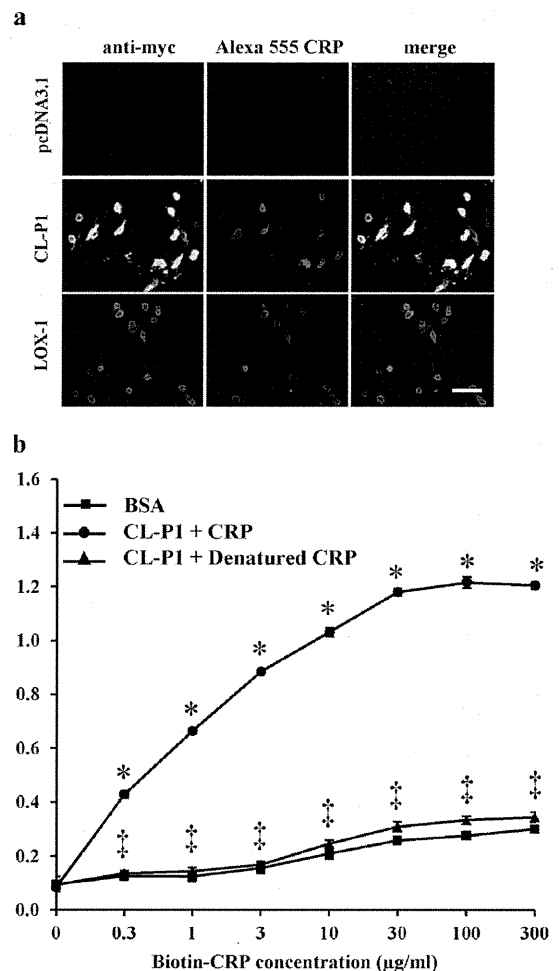 a
anti-myc Alexa 555 CRP merge
pcDNA3.1
CL-P1
LOX-1
b
1.6
BSA
CL-P1 + CRP
CL-P1 + Denatured CRP
1.4
1.2
1.0
0.8
0.6
0.4
0.2
0.0
* * * * * * *
‡ ‡ ‡ ‡ ‡ ‡ ‡
0 0.3 1 3 10 30 100 300
Biotin-CRP concentration (µg/ml)